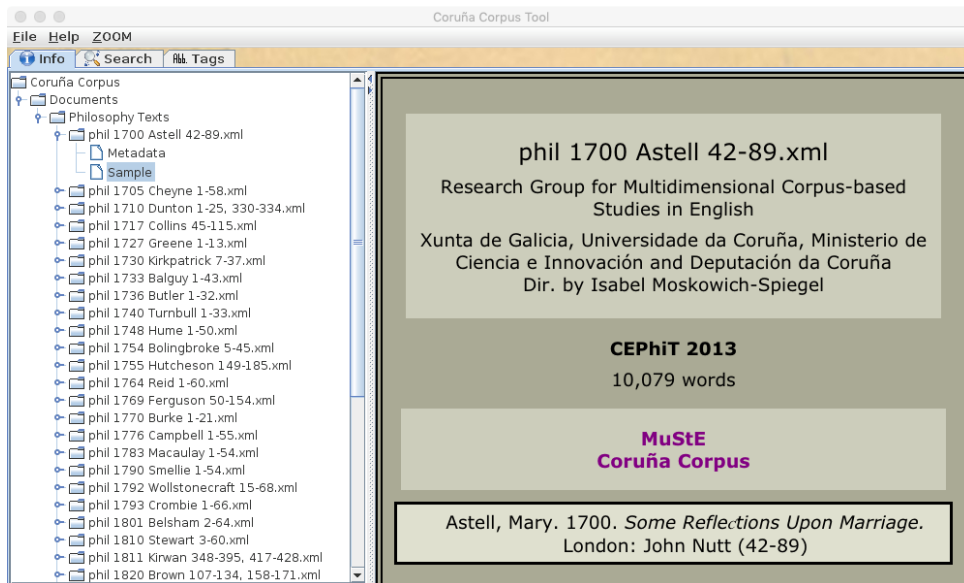 Coruña Corpus Tool
File Help ZOOM
Info Search Abb. Tags
Coruña Corpus
Documents
Philosophy Texts
phil 1700 Astell 42-89.xml
Metadata
Sample
phil 1705 Cheyne 1-58.xml
phil 1710 Dunton 1-25, 330-334.xml
phil 1717 Collins 45-115.xml
phil 1727 Greene 1-13.xml
phil 1730 Kirkpatrick 7-37.xml
phil 1733 Balguy 1-43.xml
phil 1736 Butler 1-32.xml
phil 1740 Turnbull 1-33.xml
phil 1748 Hume 1-50.xml
phil 1754 Bolingbroke 5-45.xml
phil 1755 Hutcheson 149-185.xml
phil 1764 Reid 1-60.xml
phil 1769 Ferguson 50-154.xml
phil 1770 Burke 1-21.xml
phil 1776 Campbell 1-55.xml
phil 1783 Macaulay 1-54.xml
phil 1790 Smellie 1-54.xml
phil 1792 Wollstonecraft 15-68.xml
phil 1793 Crombie 1-66.xml
phil 1801 Belsham 2-64.xml
phil 1810 Stewart 3-60.xml
phil 1811 Kirwan 348-395, 417-428.xml
phil 1820 Brown 107-134, 158-171.xml
phil 1700 Astell 42-89.xml
Research Group for Multidimensional Corpus-based
Studies in English
Xunta de Galicia, Universidade da Coruña, Ministerio de
Ciencia e Innovación and Deputación da Coruña
Dir. by Isabel Moskowich-Spiegel
CEPhiT 2013
10,079 words
MuStE
Coruña Corpus
Astell, Mary. 1700. Some Reflections Upon Marriage.
London: John Nutt (42-89)